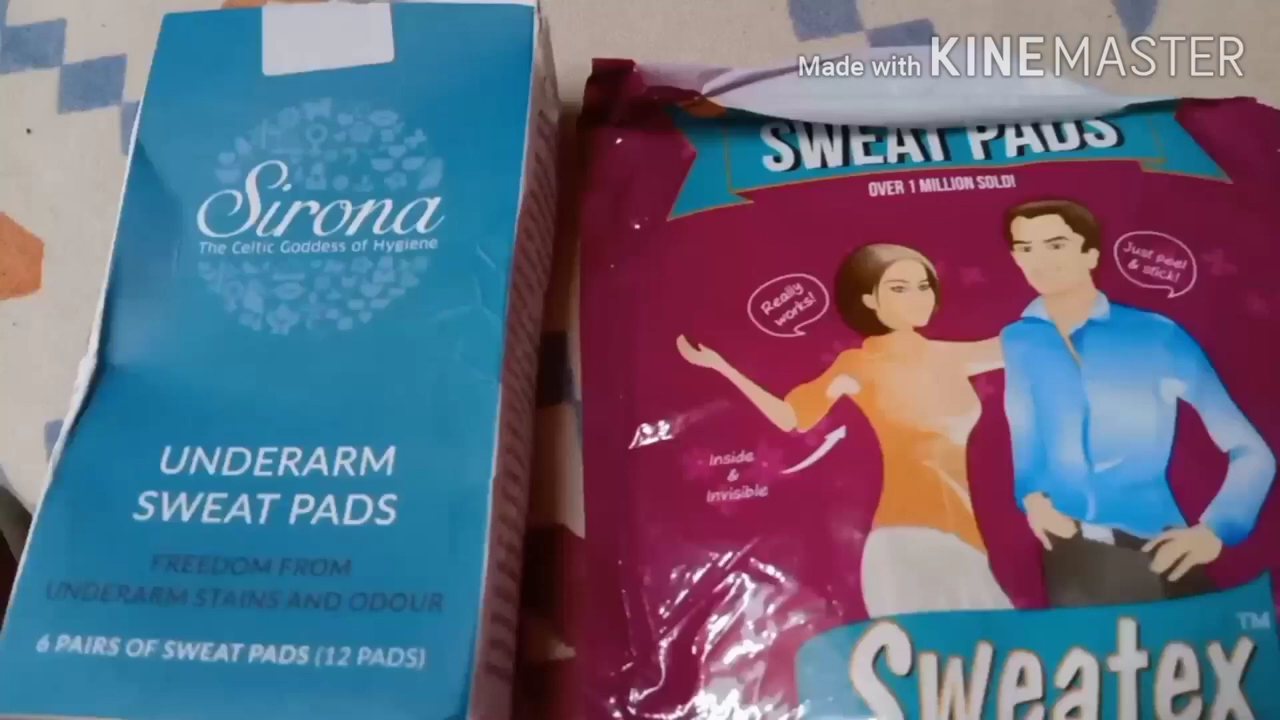 Made with KINEMASTER
Sirona
The Celtic Goddess of Hygiene
UNDERARM
SWEAT PADS
FREEDOM FROM
UNDERARM STAINS AND ODOUR
6 PAIRS OF SWEAT PADS (12 PADS)
SWEAT PADS
OVER 1 MILLION SOLD!
Really
works!
Just peel
& stick!
Inside
&
Invisible
Sweatex™